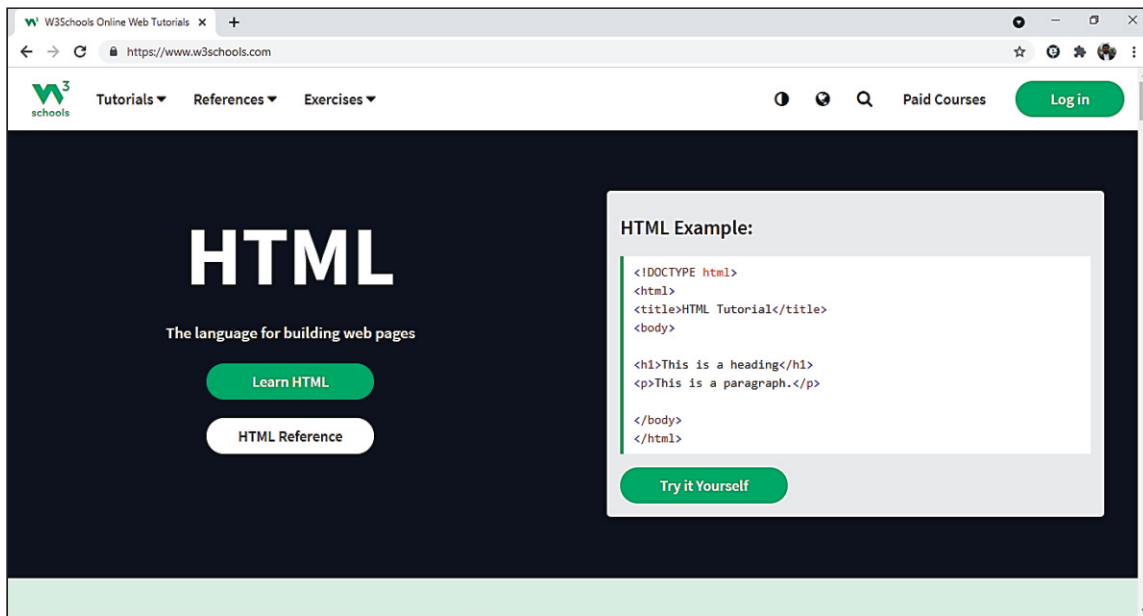 W3Schools Online Web Tutorials
https://www.w3schools.com
W3 schools
Tutorials References Exercises Paid Courses Log in
HTML
The language for building web pages
Learn HTML
HTML Reference
HTML Example:
<!DOCTYPE html>
<html>
<title>HTML Tutorial</title>
<body>
<h1>This is a heading</h1>
<p>This is a paragraph.</p>
</body>
</html>
Try it Yourself